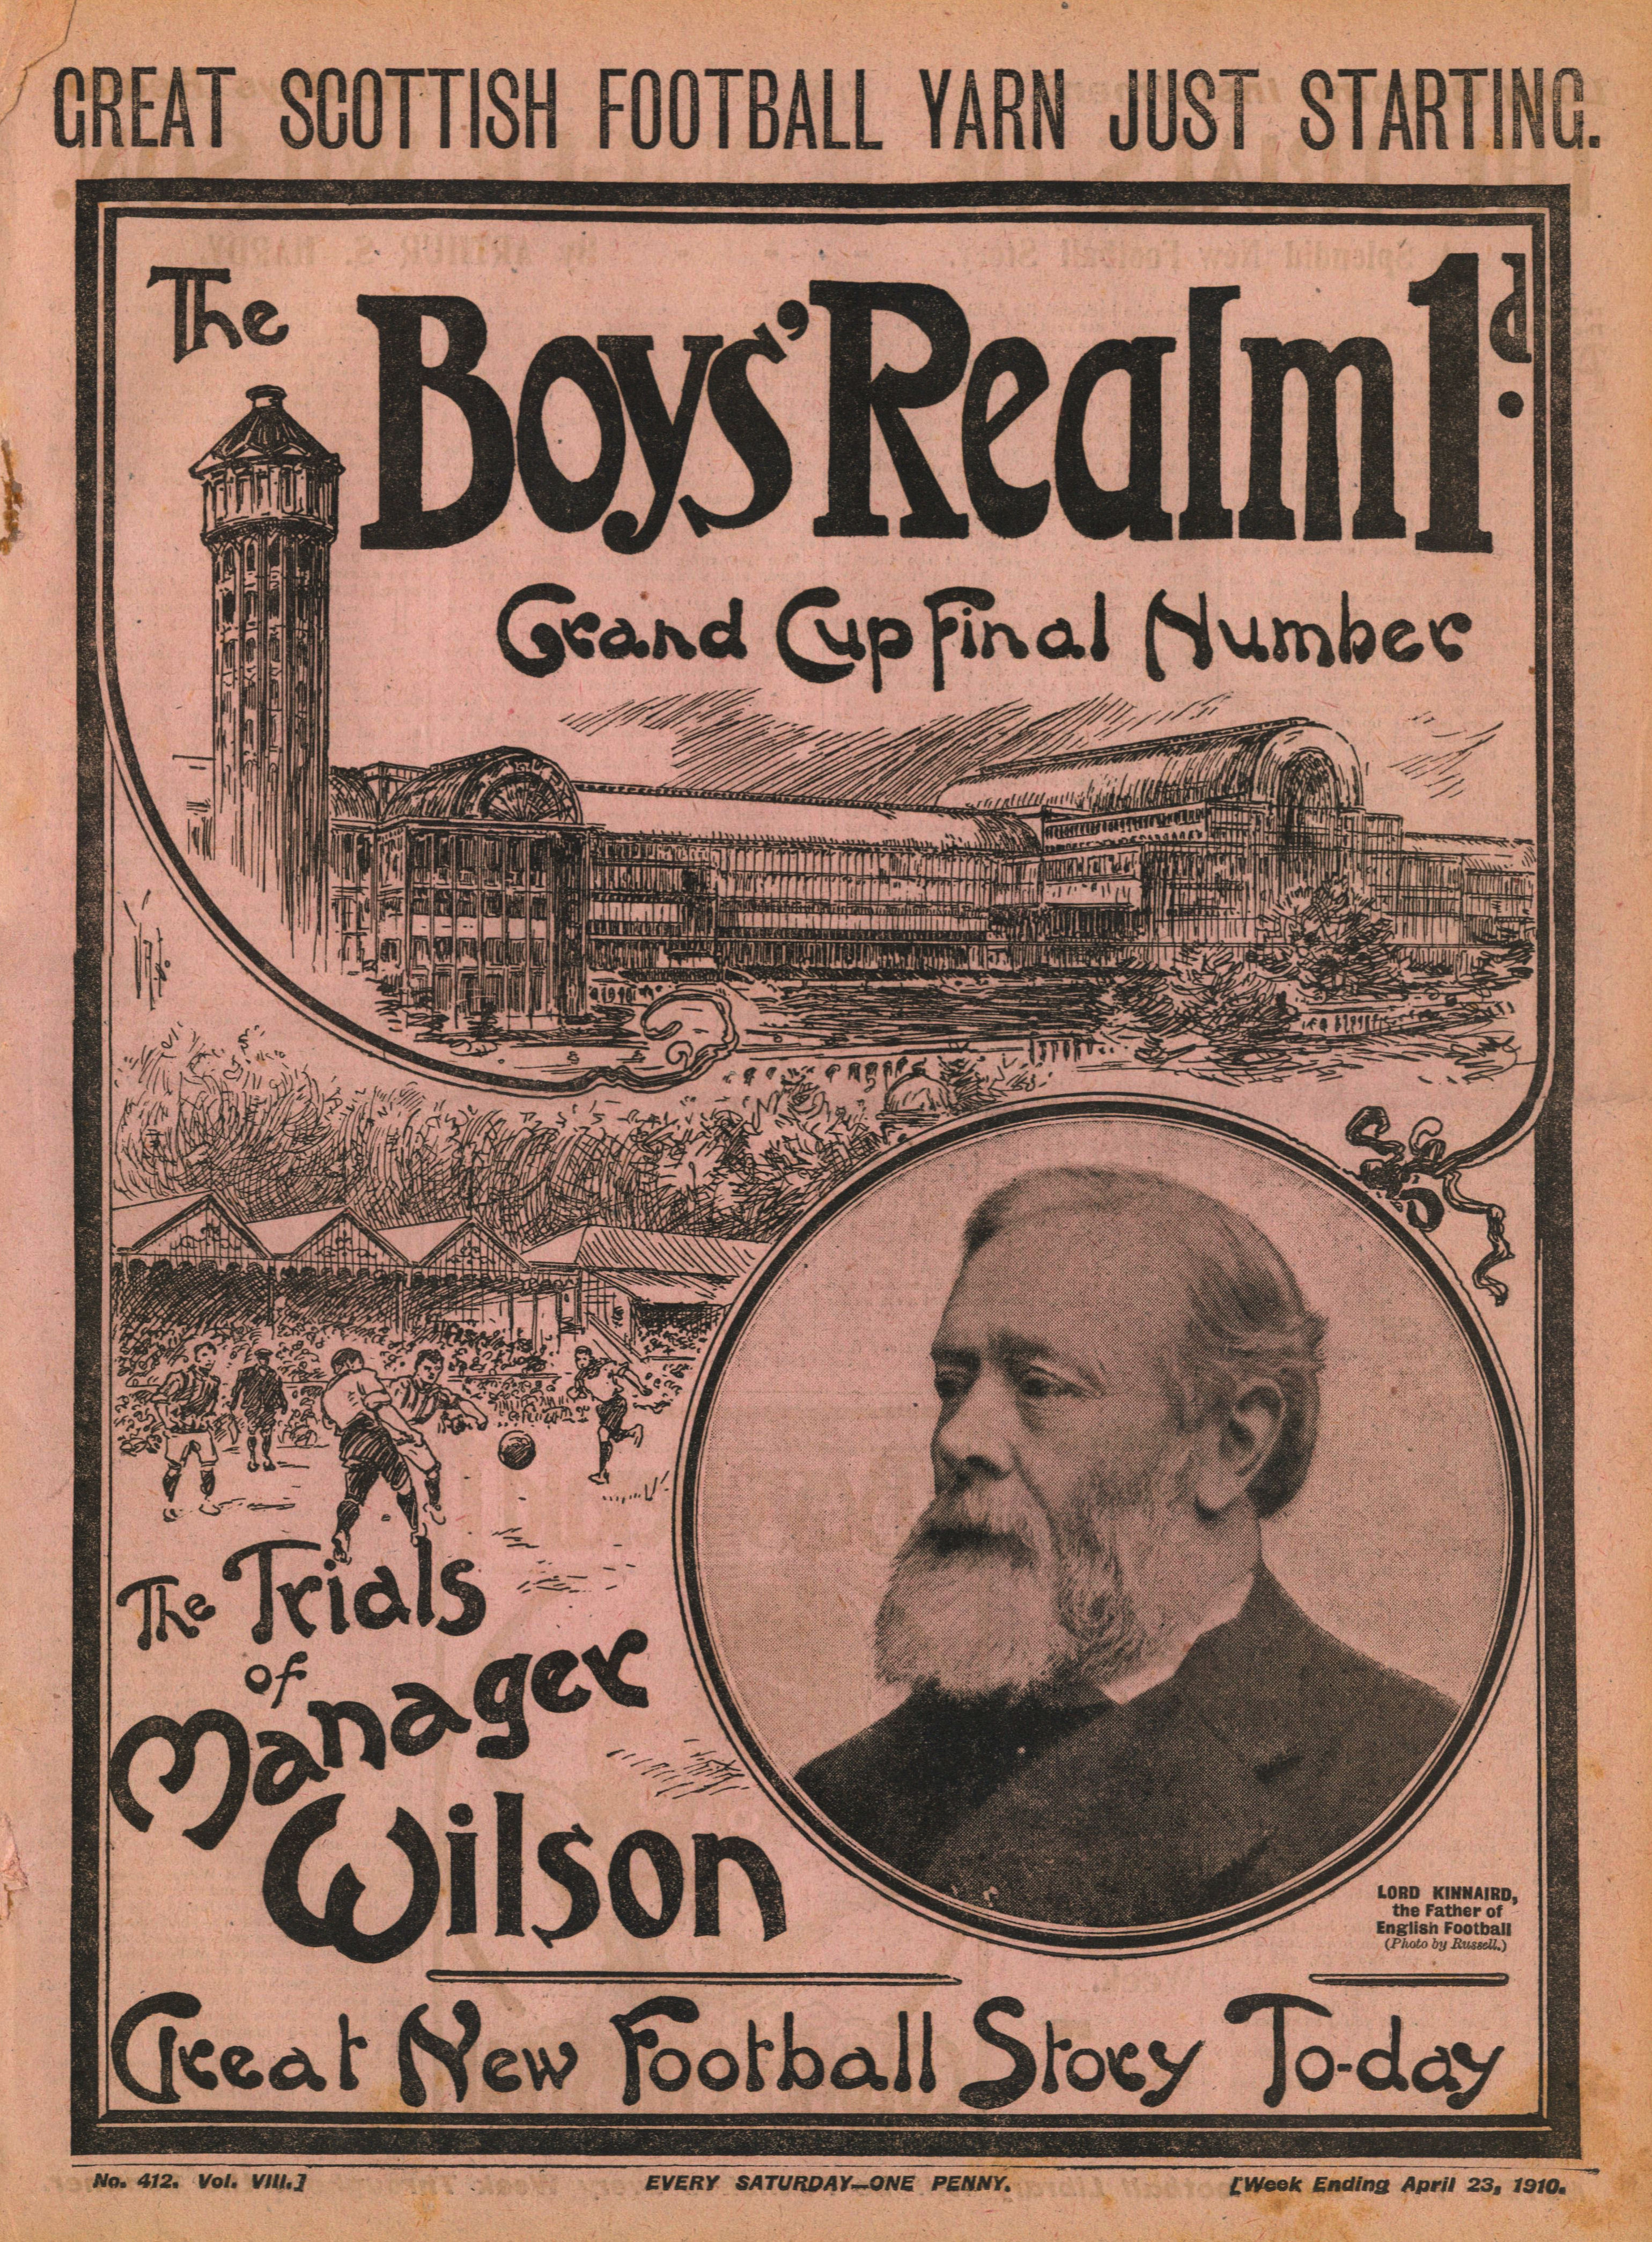 GREAT SCOTTISH FOOTBALL YARN JUST STARTING.
The
Boys' Realm 1d.
Grand Cup Final Number
The Trials
of
Manager
Wilson
LORD KINNAIRD,
the Father of
English Football
(Photo by Russell.)
Great New Football Story To-day
No. 412. Vol. VIII.]
EVERY SATURDAY—ONE PENNY.
[Week Ending April 23, 1910.